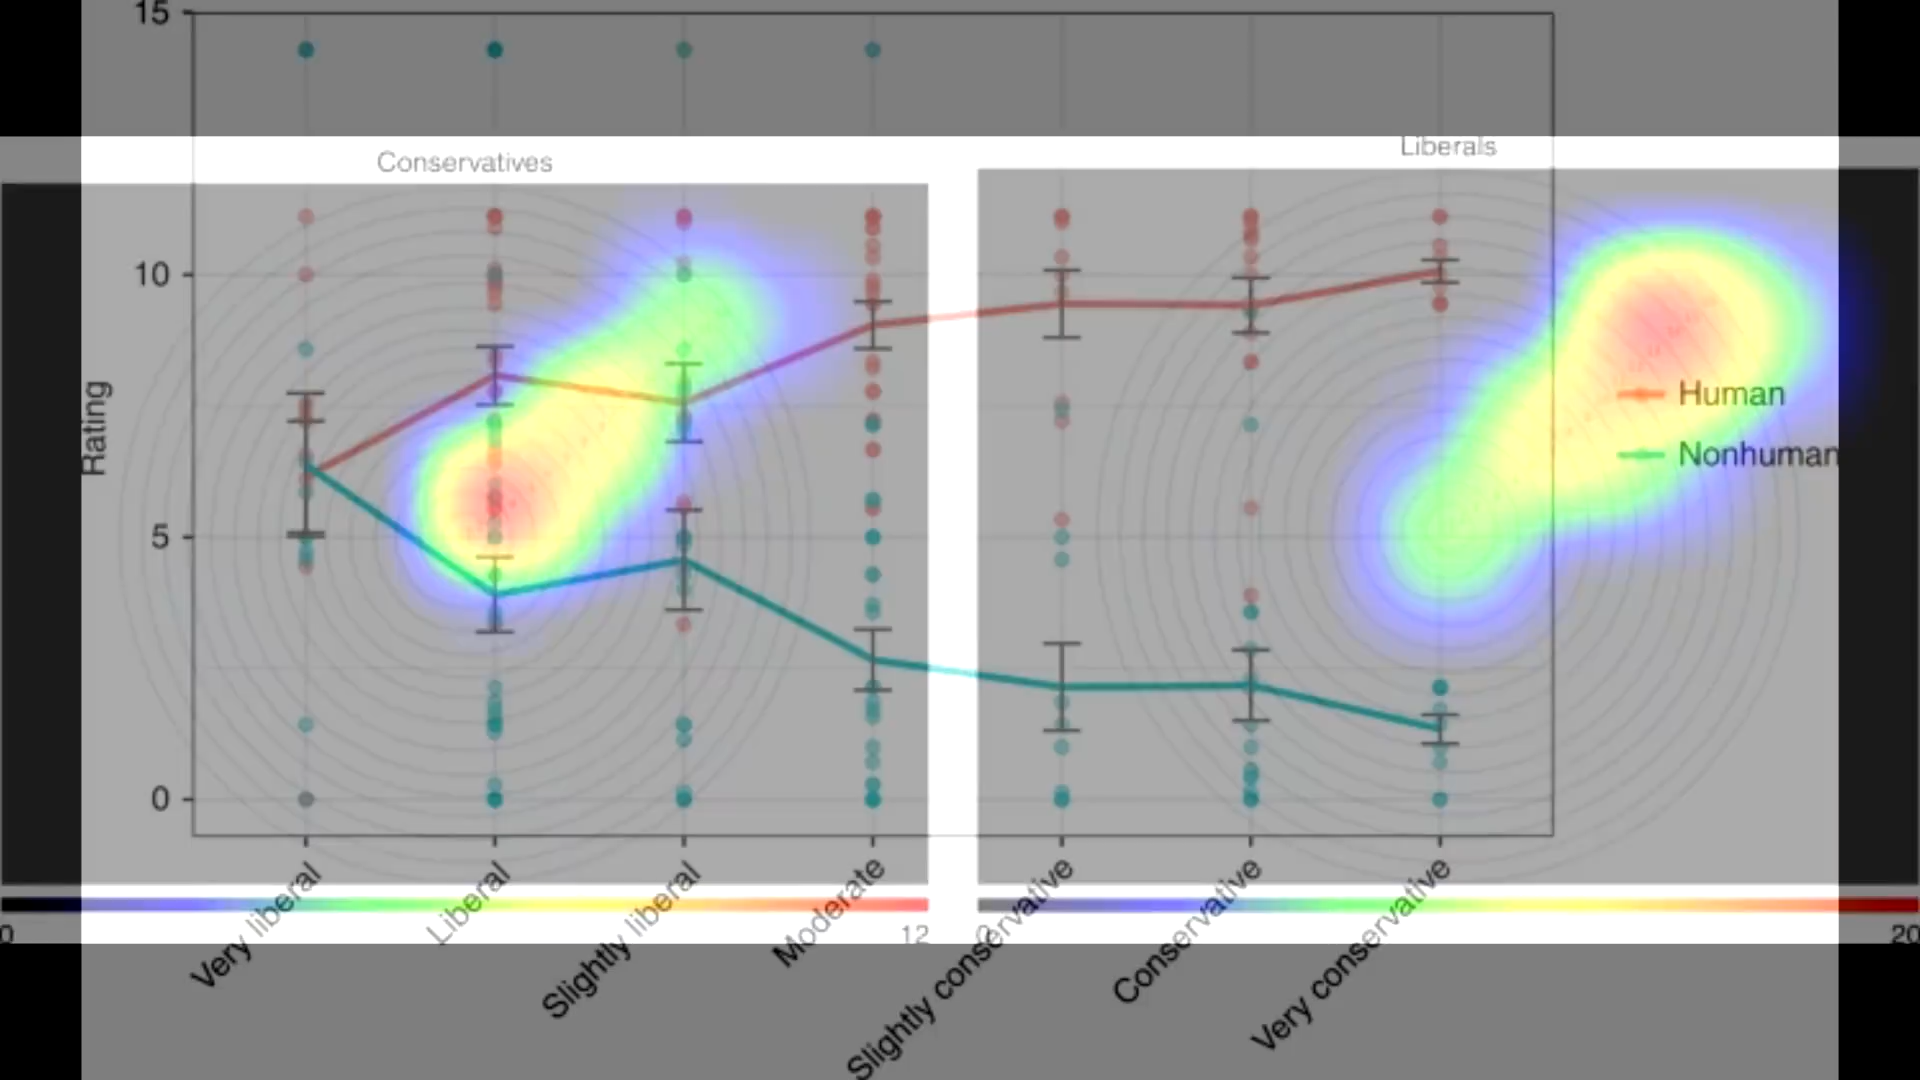 15
Conservatives
Liberals
10
Rating
Human
Nonhuman
5
0
Very liberal
Liberal
Slightly liberal
Moderate
Slightly conservative
Conservative
Very conservative
0
12
0
20